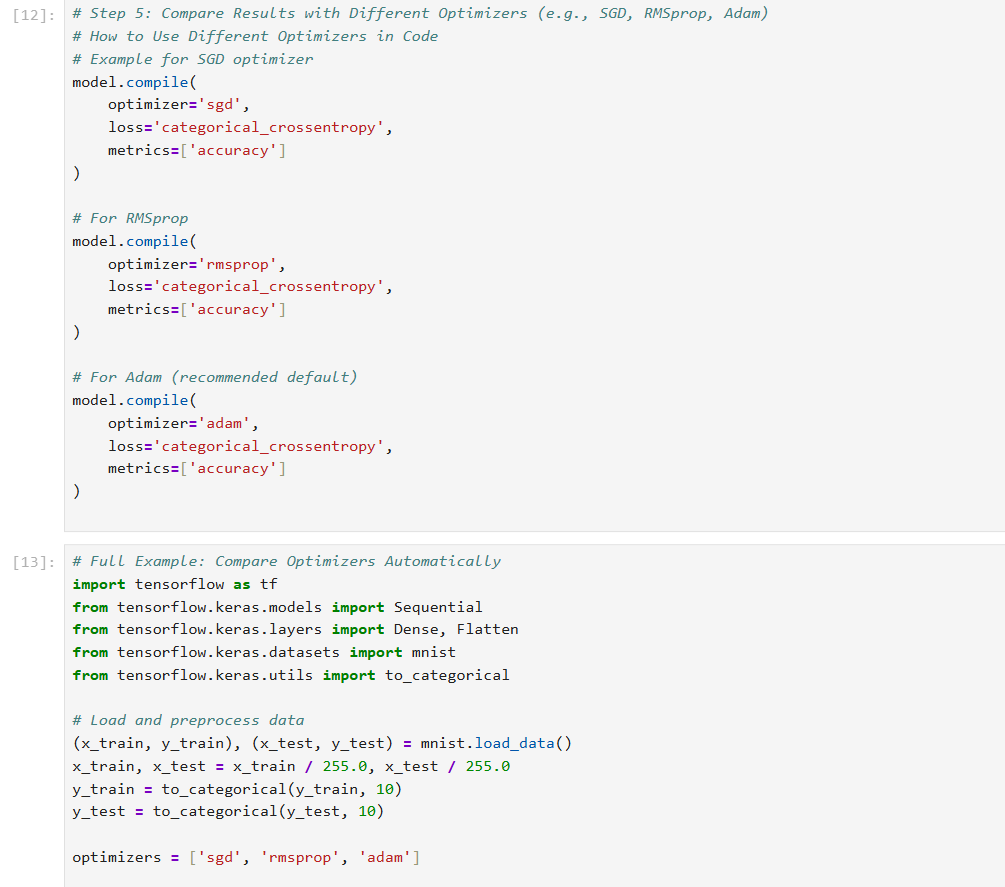 [12]: # Step 5: Compare Results with Different Optimizers (e.g., SGD, RMSprop, Adam)
# How to Use Different Optimizers in Code
# Example for SGD optimizer
model.compile(
    optimizer='sgd',
    loss='categorical_crossentropy',
    metrics=['accuracy']
)

# For RMSprop
model.compile(
    optimizer='rmsprop',
    loss='categorical_crossentropy',
    metrics=['accuracy']
)

# For Adam (recommended default)
model.compile(
    optimizer='adam',
    loss='categorical_crossentropy',
    metrics=['accuracy']
)

[13]: # Full Example: Compare Optimizers Automatically
import tensorflow as tf
from tensorflow.keras.models import Sequential
from tensorflow.keras.layers import Dense, Flatten
from tensorflow.keras.datasets import mnist
from tensorflow.keras.utils import to_categorical

# Load and preprocess data
(x_train, y_train), (x_test, y_test) = mnist.load_data()
x_train, x_test = x_train / 255.0, x_test / 255.0
y_train = to_categorical(y_train, 10)
y_test = to_categorical(y_test, 10)

optimizers = ['sgd', 'rmsprop', 'adam']